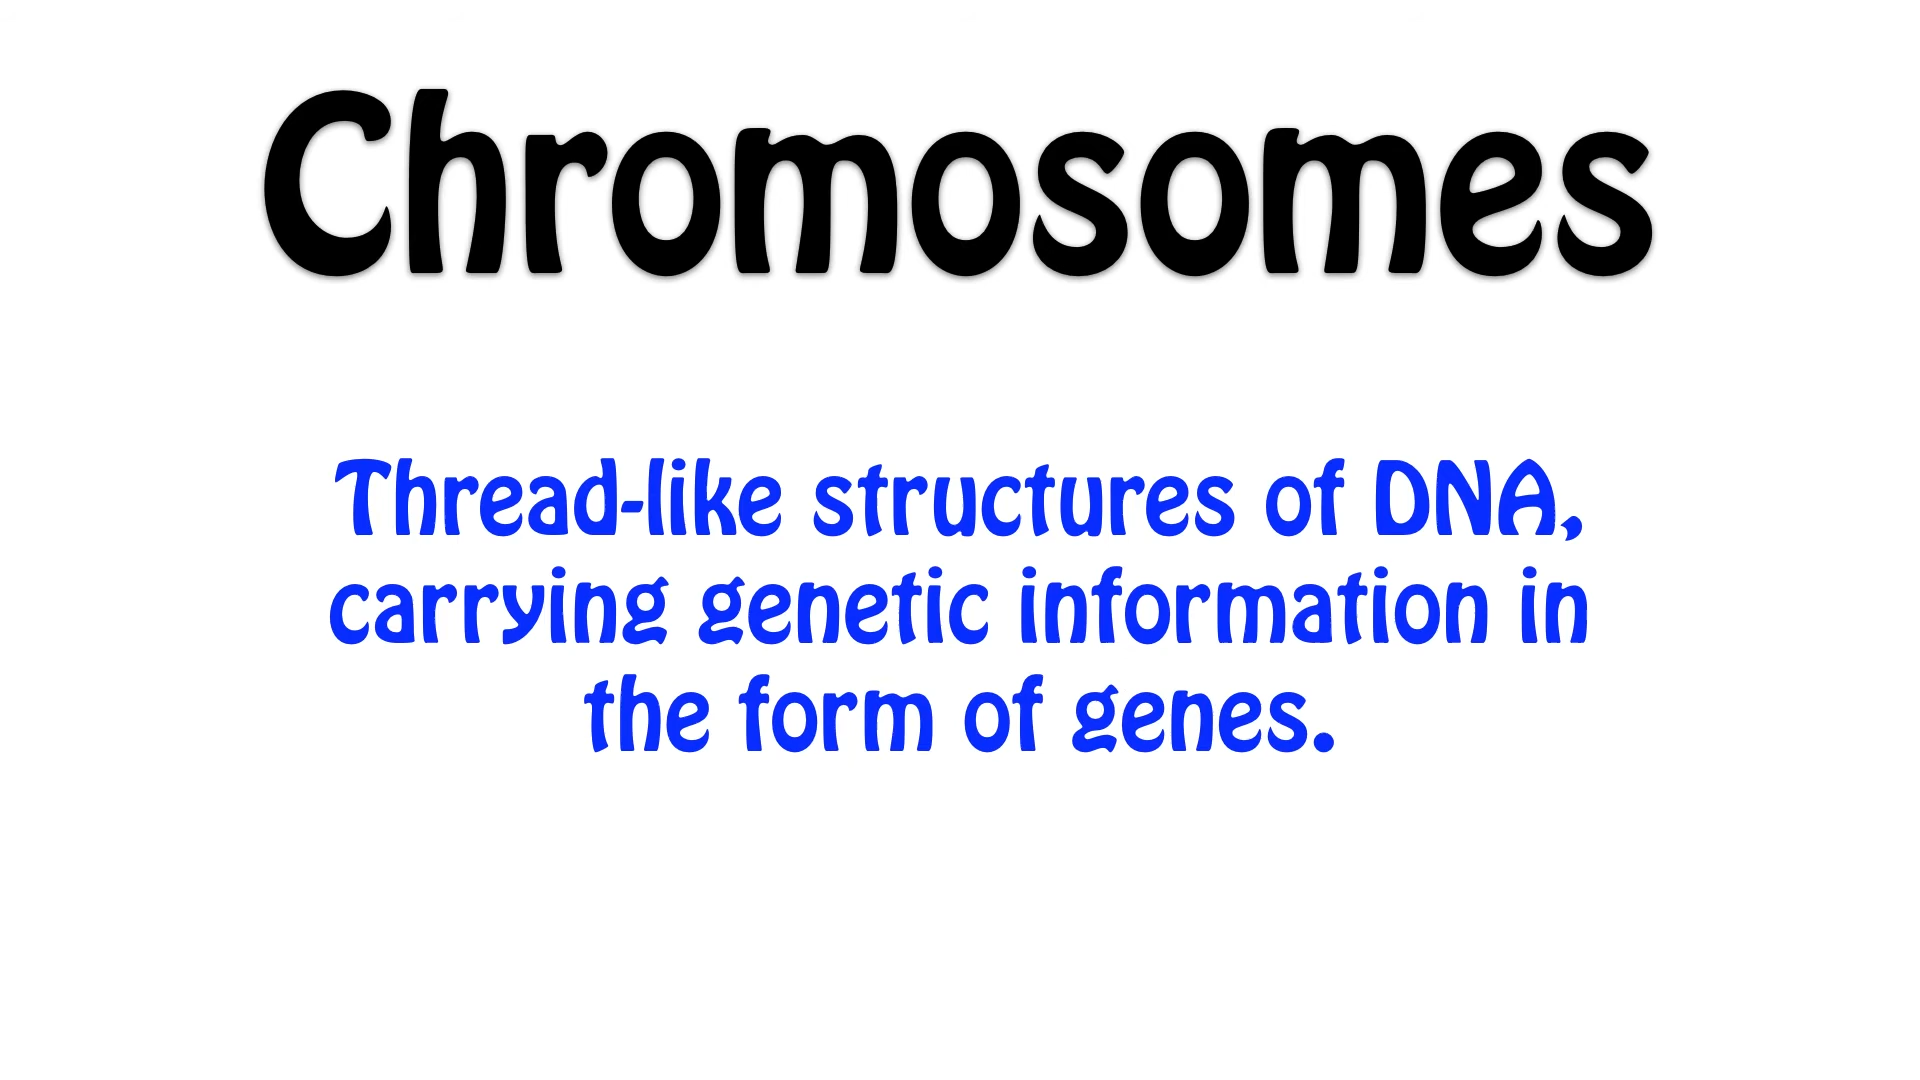 Chromosomes
Thread-like structures of DNA,
carrying genetic information in
the form of genes.